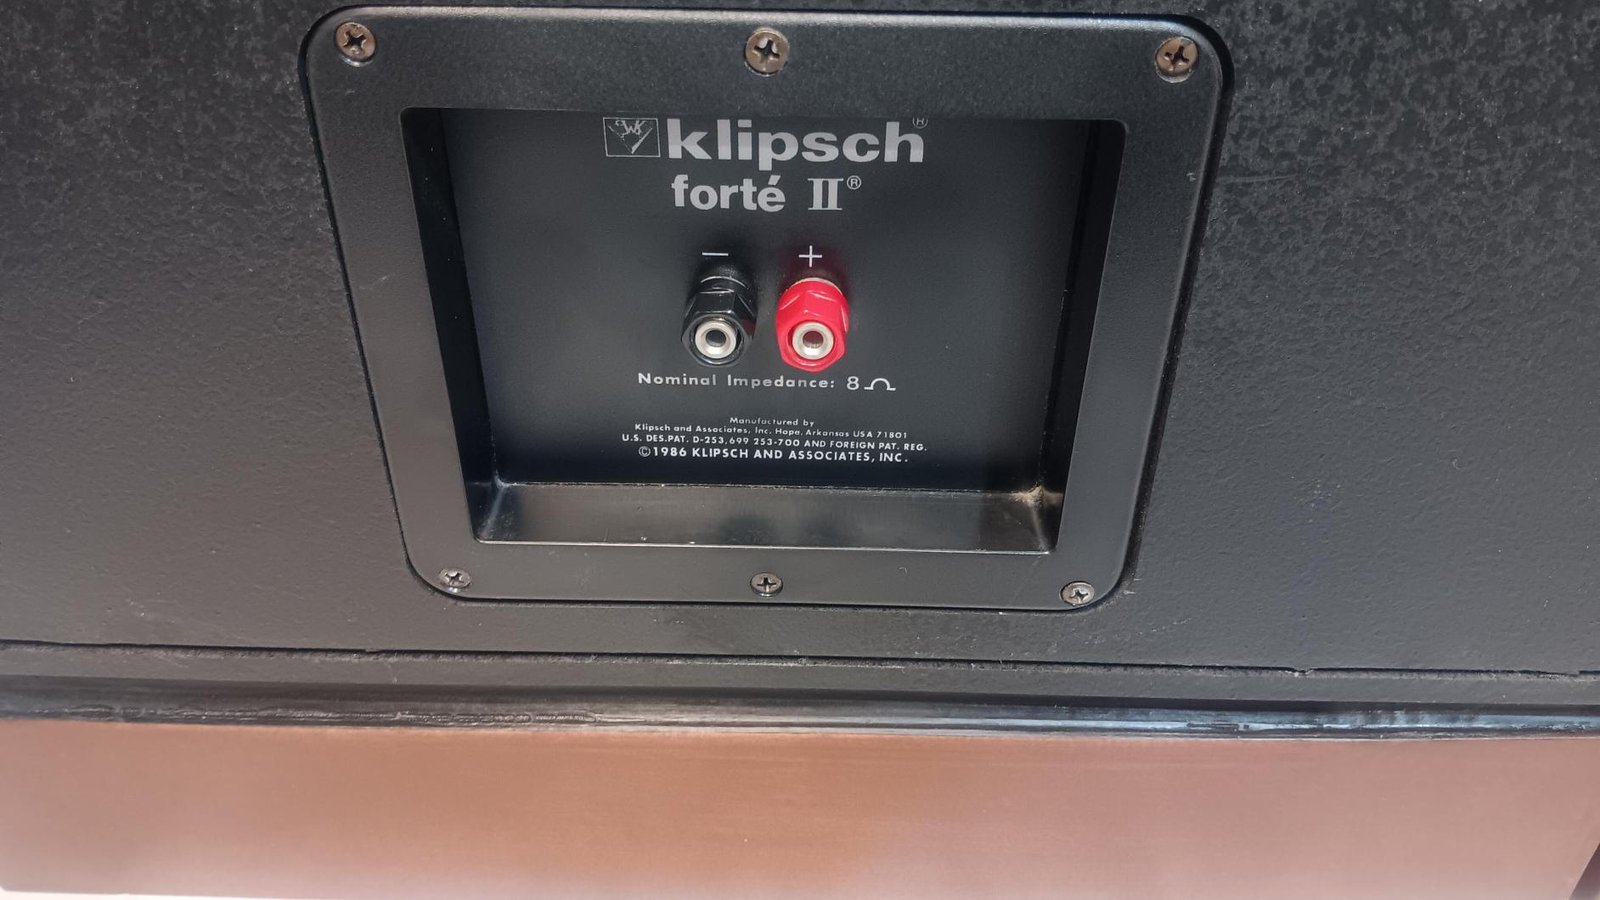 klipsch®
forté II®
− +
Nominal Impedance: 8Ω
Manufactured by
Klipsch and Associates, Inc. Hope, Arkansas USA 71801
U.S. DES.PAT. D-253,699 253-700 AND FOREIGN PAT. REG.
©1986 KLIPSCH AND ASSOCIATES, INC.